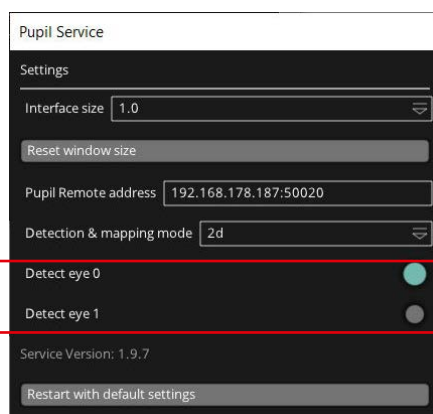 Pupil Service
Settings
Interface size 1.0
Reset window size
Pupil Remote address 192.168.178.187:50020
Detection & mapping mode 2d
Detect eye 0
Detect eye 1
Service Version: 1.9.7
Restart with default settings